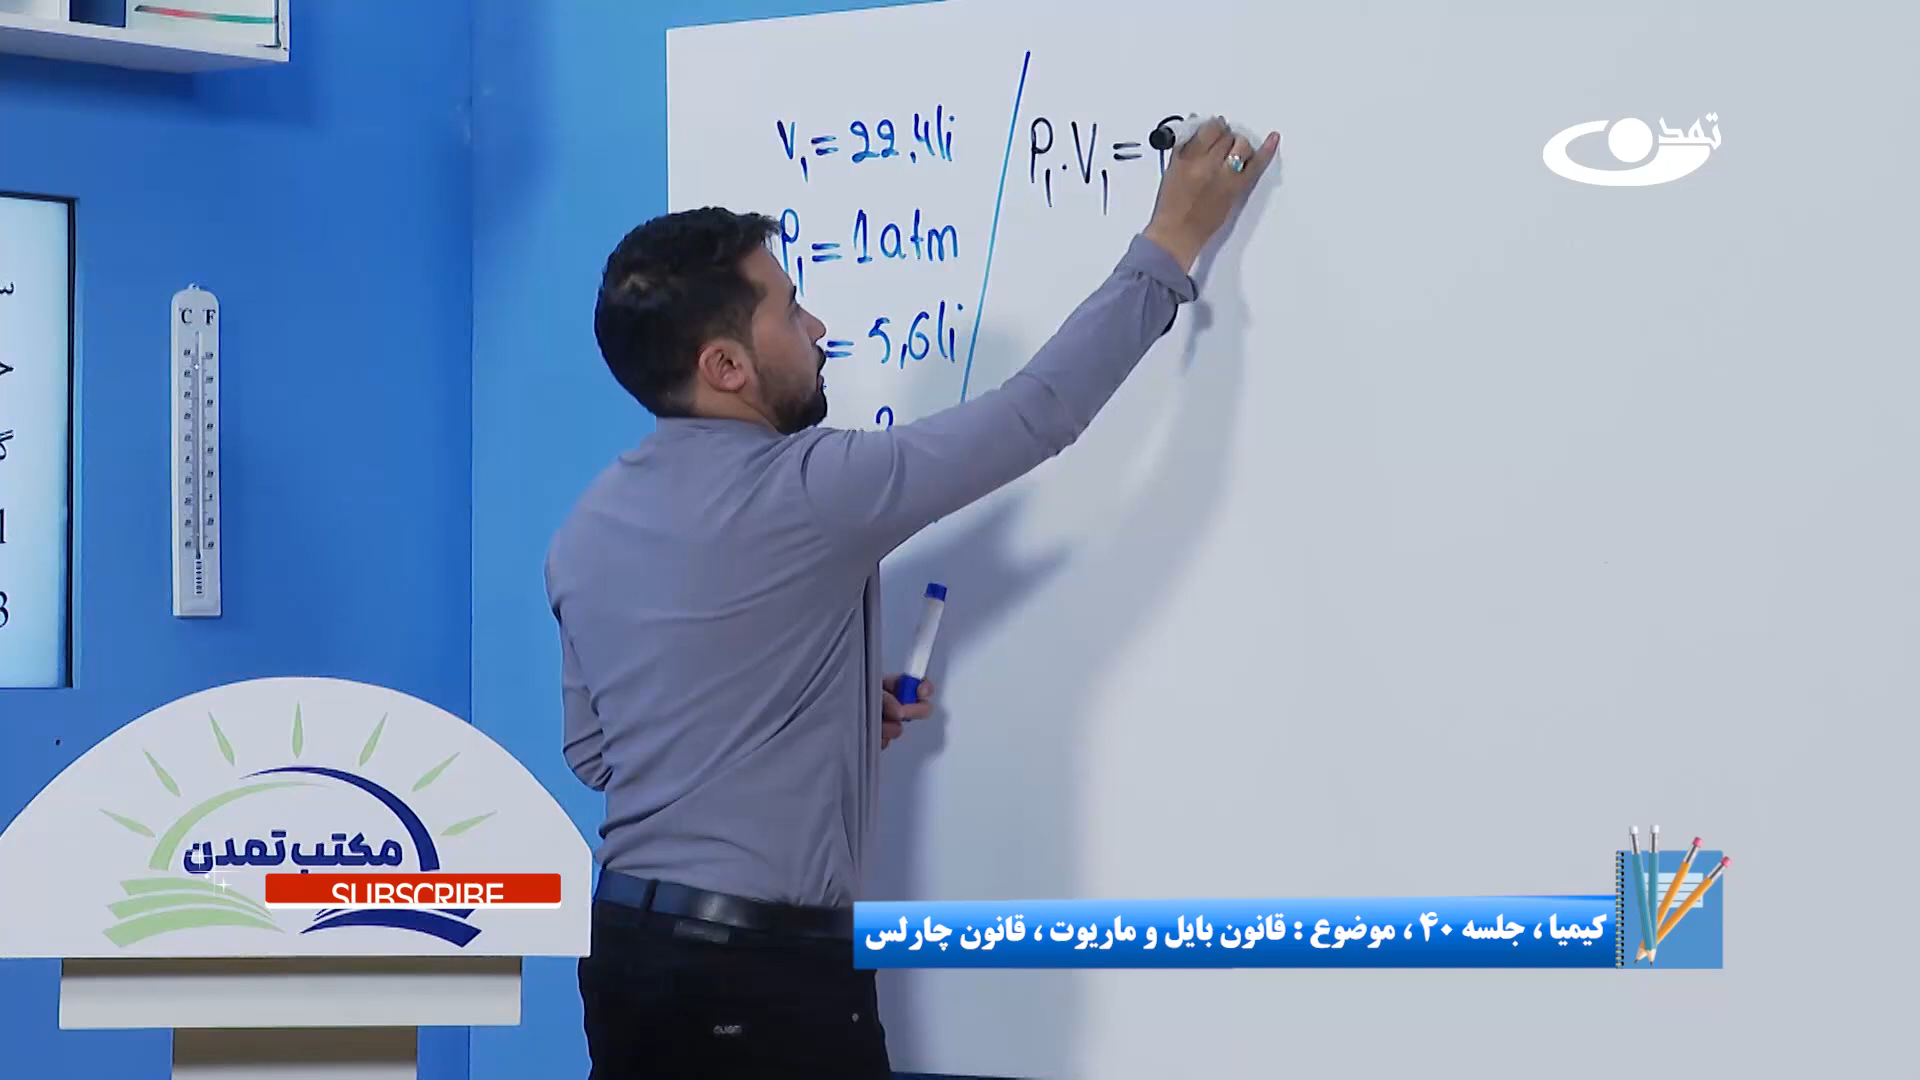 V₁ = 22,4li
P₁ = 1atm
= 5,6li
P₁.V₁ = P
تمدن
C F
مکتب تمدن
SUBSCRIBE
کیمیا ، جلسه ۴۰ ، موضوع : قانون بایل و ماریوت ، قانون چارلس